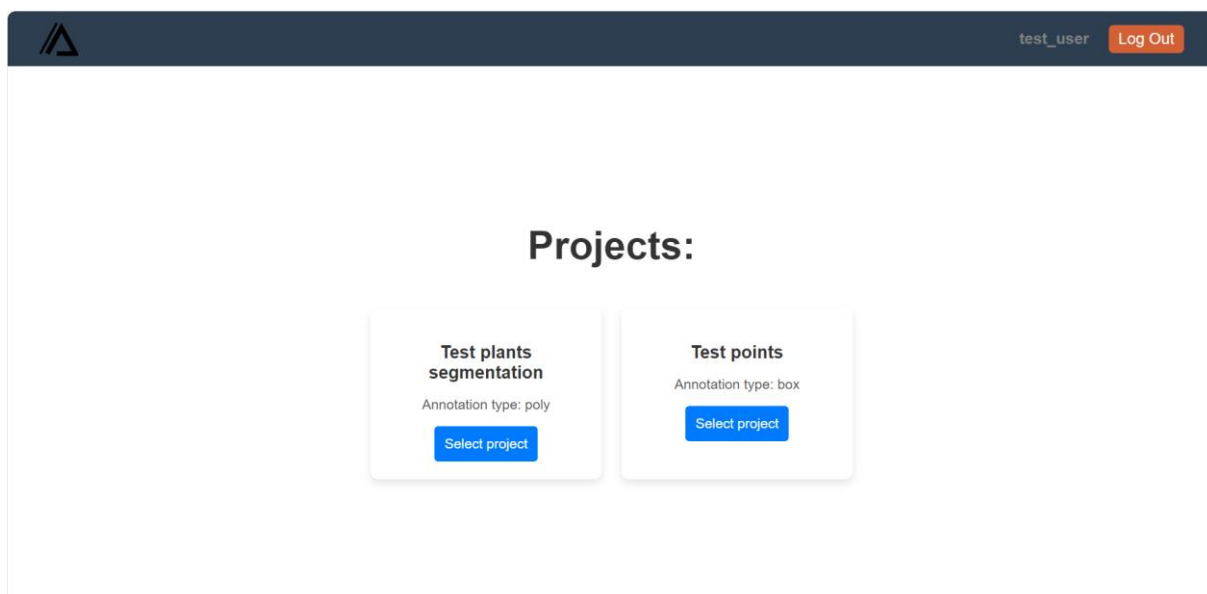 test_user
Log Out
Projects:
Test plants
segmentation
Annotation type: poly
Select project
Test points
Annotation type: box
Select project